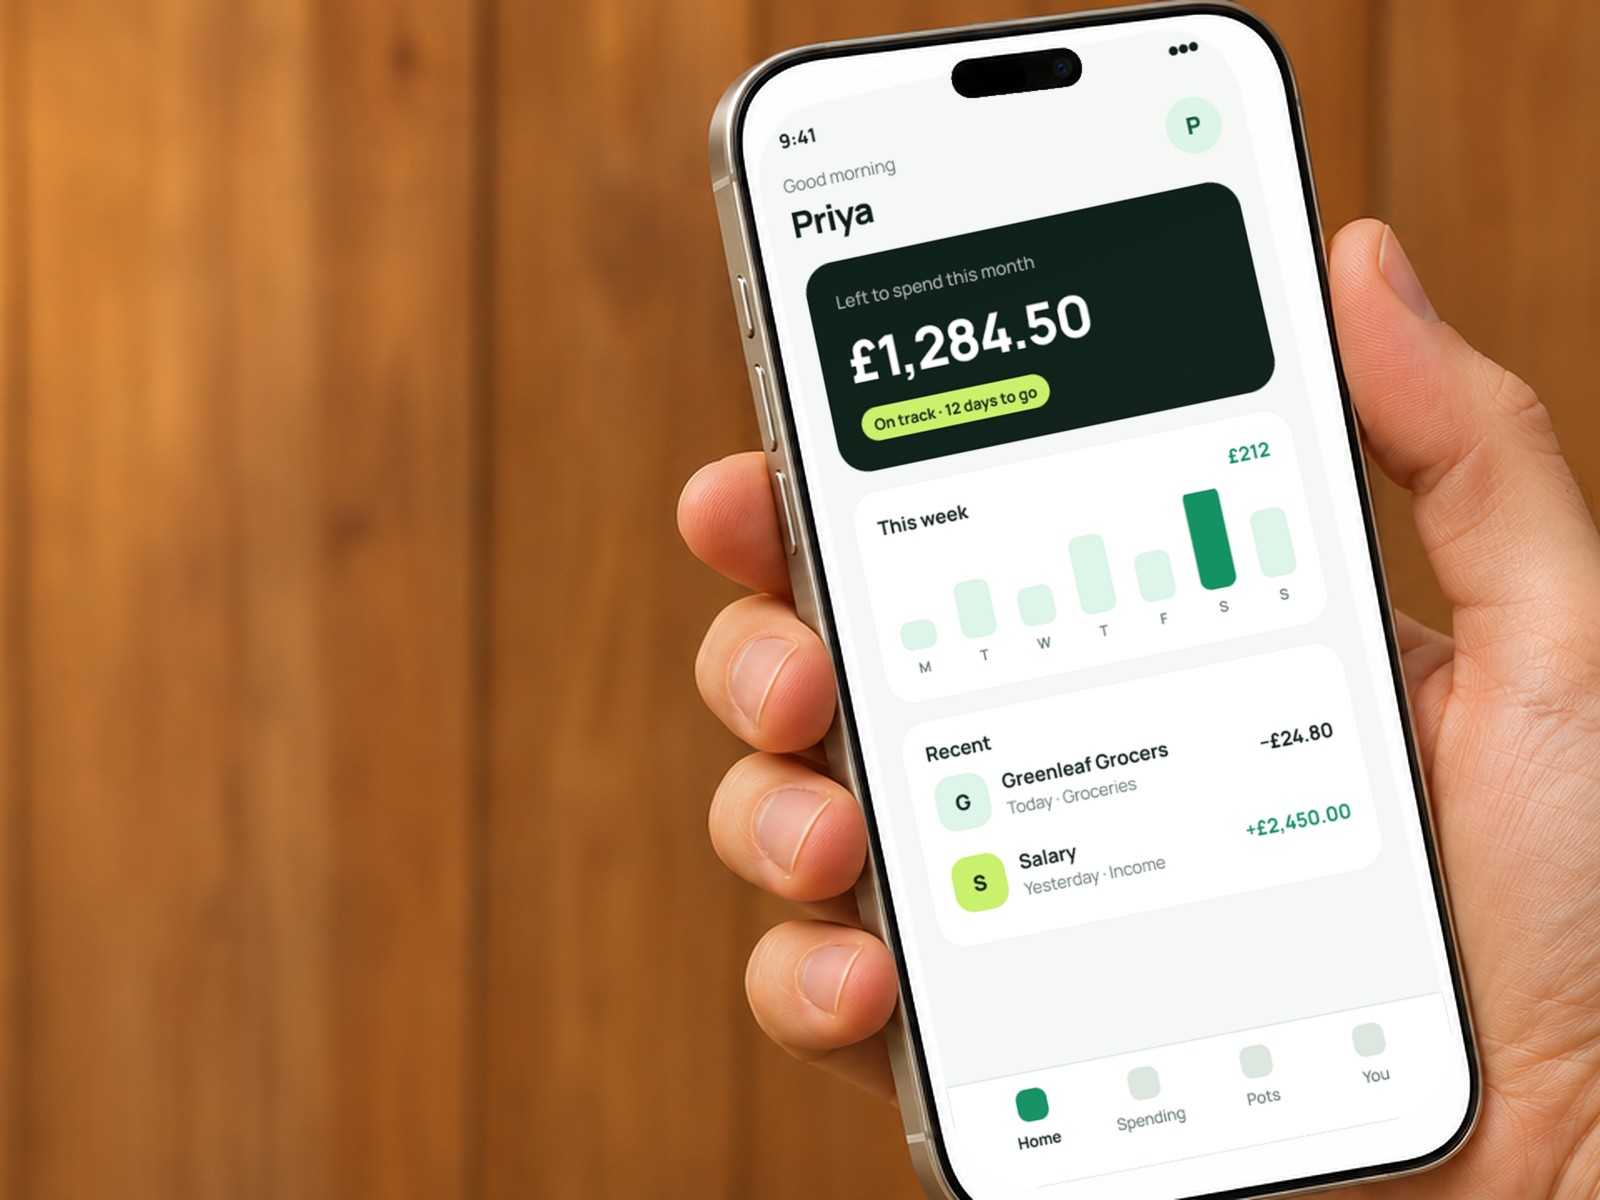 9:41
Good morning
Priya
P
Left to spend this month
£1,284.50
On track · 12 days to go
This week
£212
M T W T F S S
Recent
G
Greenleaf Grocers
Today · Groceries
−£24.80
S
Salary
Yesterday · Income
+£2,450.00
Home
Spending
Pots
You